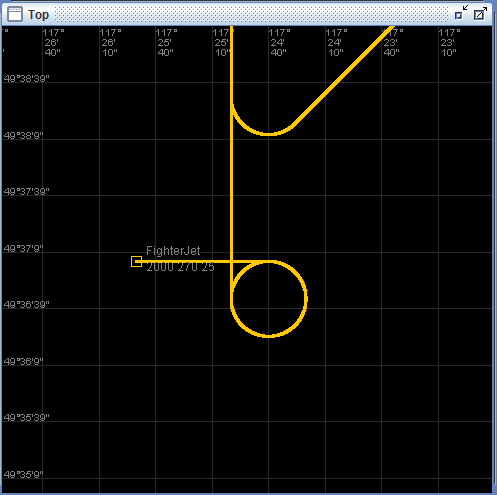 Top
° 117° 117° 117° 117° 117° 117° 117° 117°
' 26' 26' 25' 25' 24' 24' 23' 23'
40" 10" 40" 10" 40" 10" 40" 10"
49°38'39"
49°38'9"
49°37'39"
49°37'9"
FighterJet
2000 270 25
49°36'39"
49°36'9"
49°35'39"
49°35'9"